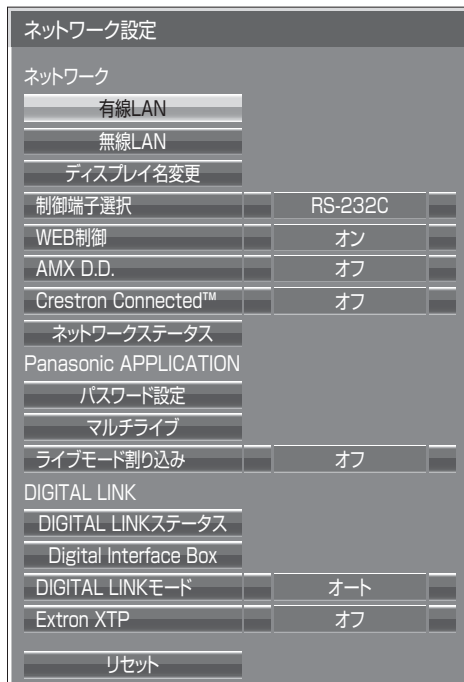 ネットワーク設定
ネットワーク
有線LAN
無線LAN
ディスプレイ名変更
制御端子選択 RS-232C
WEB制御 オン
AMX D.D. オフ
Crestron Connected™ オフ
ネットワークステータス
Panasonic APPLICATION
パスワード設定
マルチライブ
ライブモード割り込み オフ
DIGITAL LINK
DIGITAL LINKステータス
Digital Interface Box
DIGITAL LINKモード オート
Extron XTP オフ
リセット